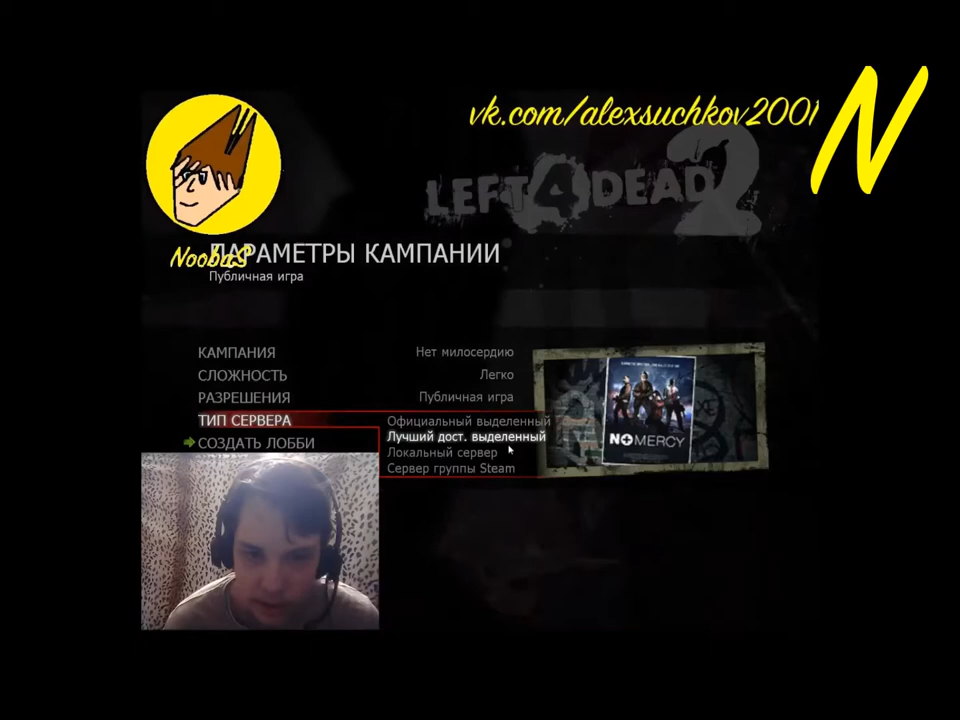 vk.com/alexsuchkov2001
N
LEFT 4 DEAD 2
ПАРАМЕТРЫ КАМПАНИИ
NoobaS
Публичная игра
КАМПАНИЯ Нет милосердию
СЛОЖНОСТЬ Легко
РАЗРЕШЕНИЯ Публичная игра
ТИП СЕРВЕРА Официальный выделенный
Лучший дост. выделенный
СОЗДАТЬ ЛОББИ
Локальный сервер
Сервер группы Steam
NO MERCY